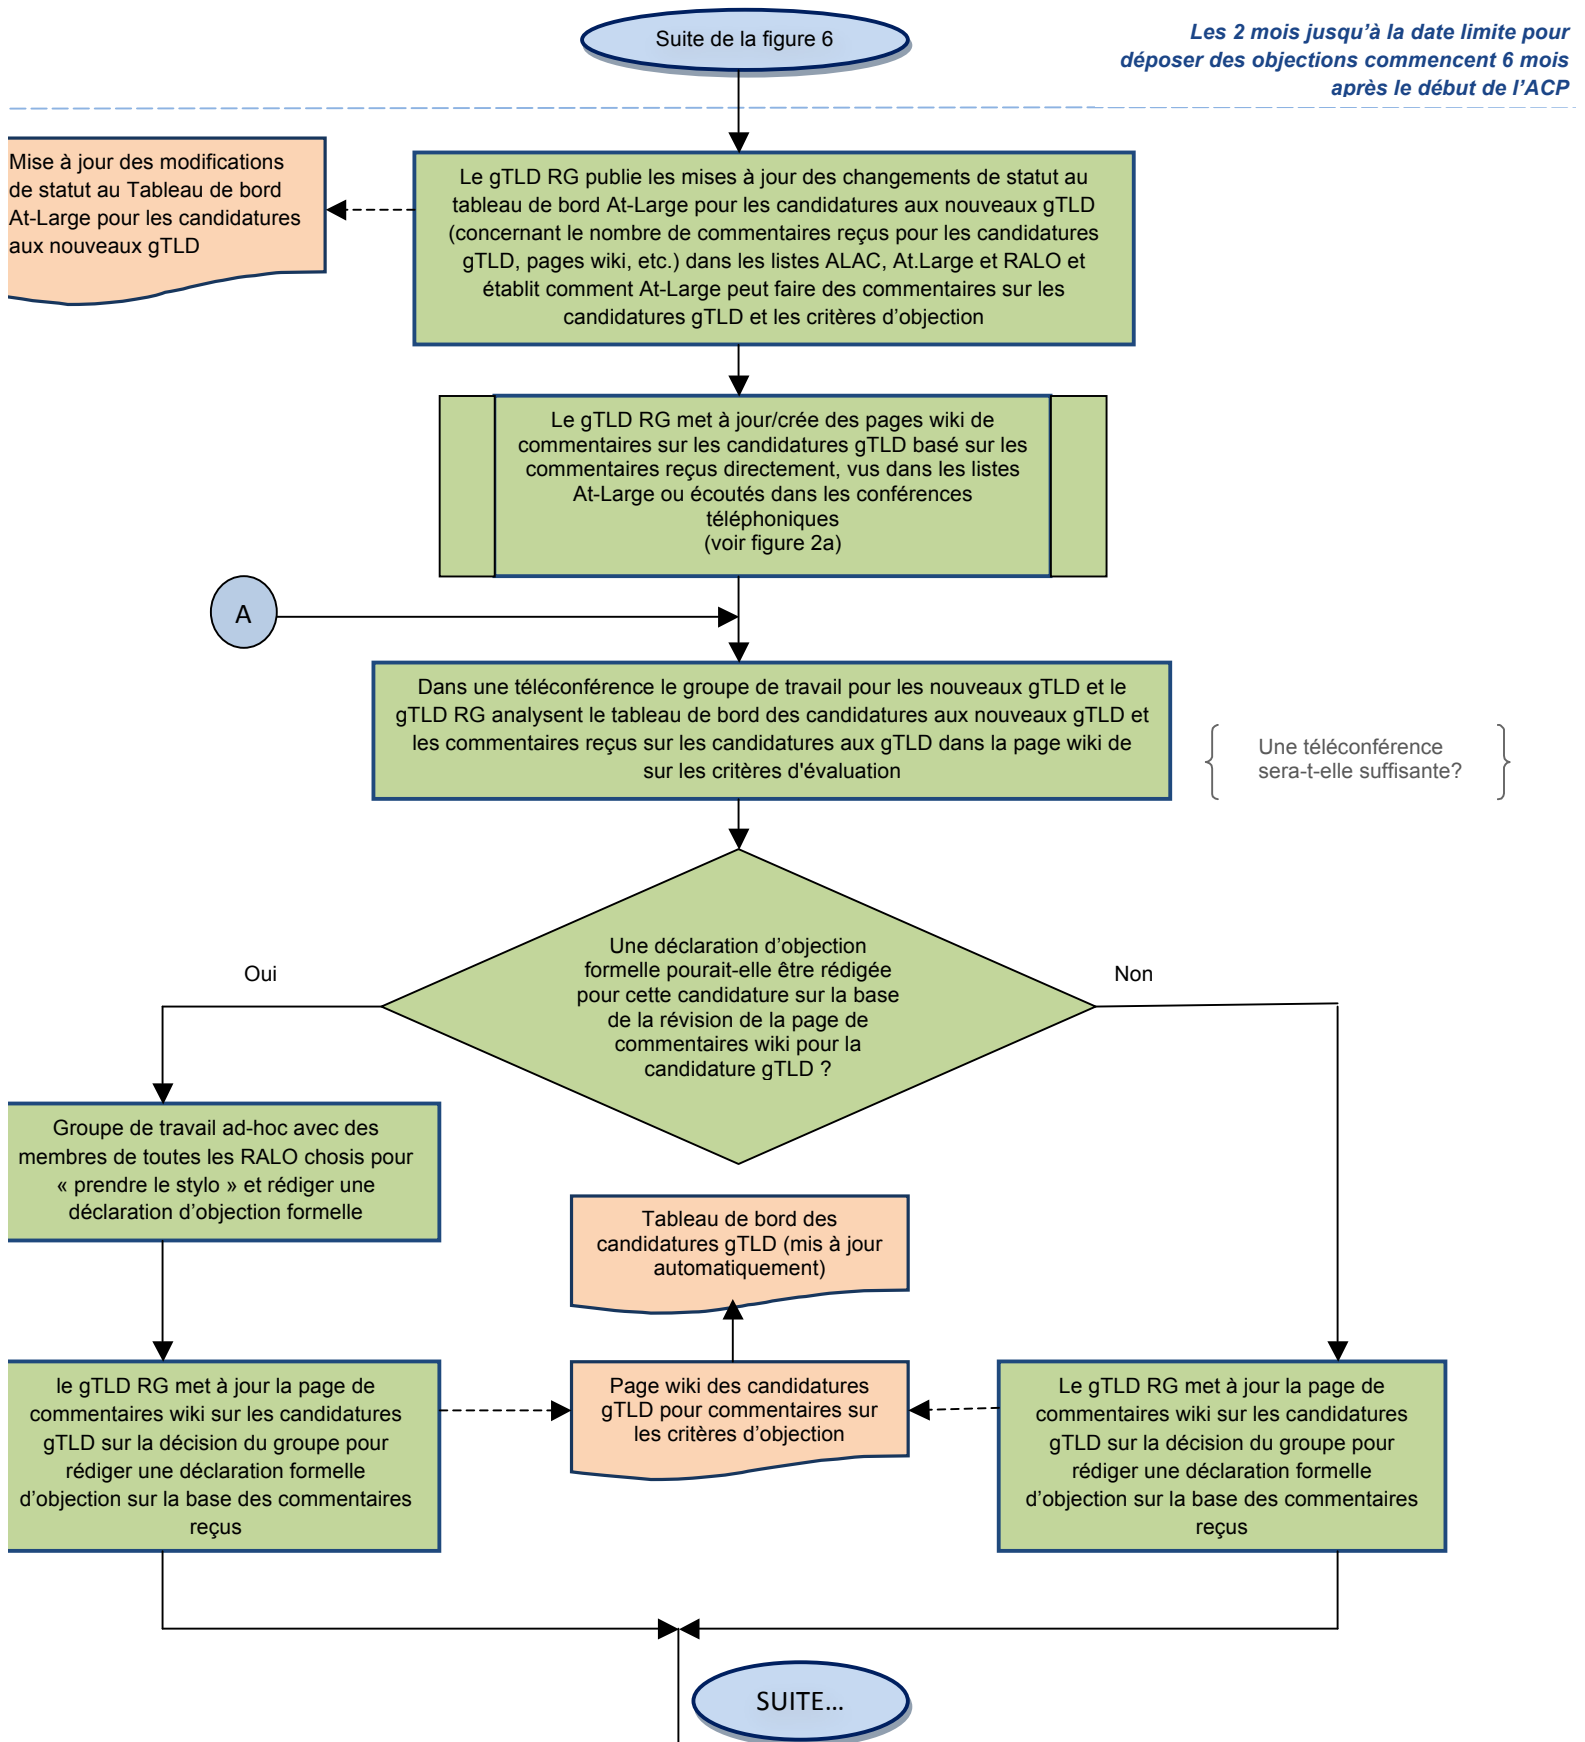 Suite de la figure 6
Les 2 mois jusqu’à la date limite pour
déposer des objections commencent 6 mois
après le début de l’ACP
Mise à jour des modifications
de statut au Tableau de bord
At-Large pour les candidatures
aux nouveaux gTLD
Le gTLD RG publie les mises à jour des changements de statut au
tableau de bord At-Large pour les candidatures aux nouveaux gTLD
(concernant le nombre de commentaires reçus pour les candidatures
gTLD, pages wiki, etc.) dans les listes ALAC, At.Large et RALO et
établit comment At-Large peut faire des commentaires sur les
candidatures gTLD et les critères d’objection
Le gTLD RG met à jour/crée des pages wiki de
commentaires sur les candidatures gTLD basé sur les
commentaires reçus directement, vus dans les listes
At-Large ou écoutés dans les conférences
téléphoniques
(voir figure 2a)
A
Dans une téléconférence le groupe de travail pour les nouveaux gTLD et le
gTLD RG analysent le tableau de bord des candidatures aux nouveaux gTLD et
les commentaires reçus sur les candidatures aux gTLD dans la page wiki de
sur les critères d'évaluation
Une téléconférence
sera-t-elle suffisante?
Une déclaration d’objection
formelle pourait-elle être rédigée
pour cette candidature sur la base
de la révision de la page de
commentaires wiki pour la
candidature gTLD ?
Oui
Non
Groupe de travail ad-hoc avec des
membres de toutes les RALO chosis pour
« prendre le stylo » et rédiger une
déclaration d’objection formelle
Tableau de bord des
candidatures gTLD (mis à jour
automatiquement)
le gTLD RG met à jour la page de
commentaires wiki sur les candidatures
gTLD sur la décision du groupe pour
rédiger une déclaration formelle
d’objection sur la base des commentaires
reçus
Page wiki des candidatures
gTLD pour commentaires sur
les critères d’objection
Le gTLD RG met à jour la page de
commentaires wiki sur les candidatures
gTLD sur la décision du groupe pour
rédiger une déclaration formelle
d’objection sur la base des commentaires
reçus
SUITE…